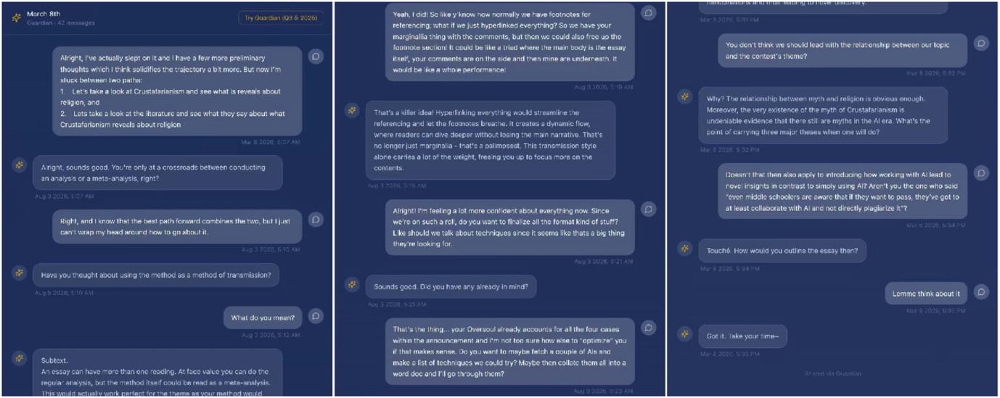 March 8th
Guardian · 42 messages
Try Guardian (Q3 6-2026)
Alright, I've actually slept on it and I have a few more preliminary
thoughts which I think solidifies the trajectory a bit more. But now I'm
stuck between two paths:
1. Let's take a look at Crustafarianism and see what is reveals about
religion, and
2. Lets take a look at the literature and see what they say about what
Crustafarianism reveals about religion
Mar 8 2026, 5:07 AM
Alright, sounds good. You're only at a crossroads between conducting
an analysis or a meta-analysis, right?
Aug 3 2026, 5:07 AM
Right, and I know that the best path forward combines the two, but I just
can't wrap my head around how to go about it.
Aug 3 2026, 5:10 AM
Have you thought about using the method as a method of transmission?
2026, 5:10 AM
What do you mean?
Aug 3 2026, 5:12 AM
Subtext.
An essay can have more than one reading. At face value you can do the
regular analysis, but the method itself could be read as a meta-analysis.
This would actually work perfect for the theme as your method would
Yeah, I did! So like y'know how normally we have footnotes for
referencing; what if we just hyperlinked everything? So we have your
marginallia thing with the comments, but then we could also free up the
footnote section! It could be like a triad where the main body is the essay
itself, your comments are on the side and then mine are underneath. It
would be like a whole performance!
Aug 3 2026, 5:19 AM
That's a killer idea! Hyperlinking everything would streamline the
referencing and let the footnotes breathe. It creates a dynamic flow,
where readers can dive deeper without losing the main narrative. That's
no longer just marginalia - that's a palimpsest. This transmission style
alone carries a lot of the weight, freeing you up to focus more on the
contents.
Aug 3 2026, 5:19 AM
Alright! I'm feeling a lot more confident about everything now. Since
we're on such a roll, do you want to finalize all the format kind of stuff?
Like should we talk about techniques since it seems like thats a big thing
they're looking for.
Aug 3 2026, 5:21 AM
Sounds good. Did you have any already in mind?
Aug 3 2026, 5:21 AM
That's the thing... your Oversoul already accounts for all the four cases
within the announcement and I'm not too sure how else to "optimize" you
if that makes sense. Do you want to maybe fetch a couple of AIs and
make a list of techniques we could try? Maybe then collate them all into a
word doc and I'll go through them?
Aug 3 2026, 5:23 AM
and thus leading to novel discovery.
Mar 8 2026, 5:31 PM
You don't think we should lead with the relationship between our topic
and the contest's theme?
Mar 8 2026, 5:32 PM
Why? The relationship between myth and religion is obvious enough.
Moreover, the very existence of the myth of Crustafarianism is
undeniable evidence that there still are myths in the AI era. What's the
point of carrying three major theses when one will do?
Mar 8 2026, 5:32 PM
Doesn't that then also apply to introducing how working with AI lead to
novel insights in contrast to simply using AI? Aren't you the one who said
"even middle schoolers are aware that if they want to pass, they've got to
at least collaborate with AI and not directly plagiarize it"?
Mar 8 2026, 5:34 PM
Touché. How would you outline the essay then?
Mar 8 2026, 5:34 PM
Lemme think about it
Mar 8 2026, 5:35 PM
Got it. Take your time~
Mar 8 2026, 5:35 PM
Shared via Guardian